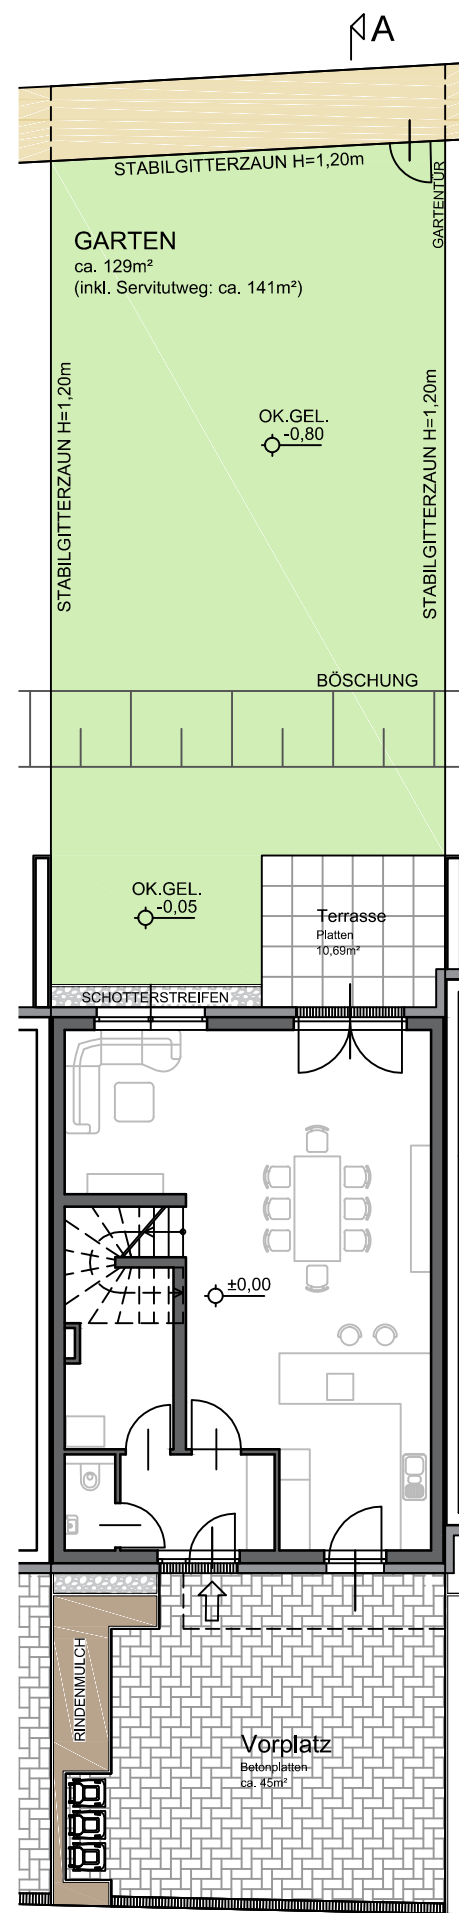 A
STABILGITTERZAUN H=1,20m
GARTENTÜR
GARTEN
ca. 129m²
(inkl. Servitutweg: ca. 141m²)
STABILGITTERZAUN H=1,20m
STABILGITTERZAUN H=1,20m
OK.GEL.
-0,80
BÖSCHUNG
OK.GEL.
-0,05
Terrasse
Platten
10,69m²
SCHOTTERSTREIFEN
±0,00
RINDENMULCH
Vorplatz
Betonplatten
ca. 45m²